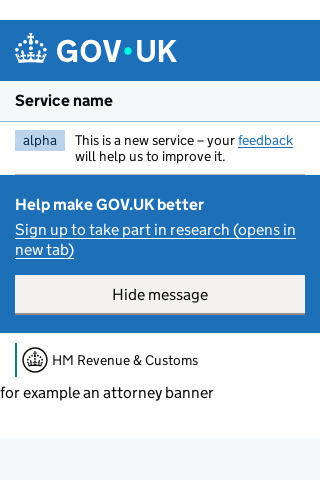 GOV·UK
Service name
alpha
This is a new service – your feedback
will help us to improve it.
Help make GOV.UK better
Sign up to take part in research (opens in
new tab)
Hide message
HM Revenue & Customs
for example an attorney banner